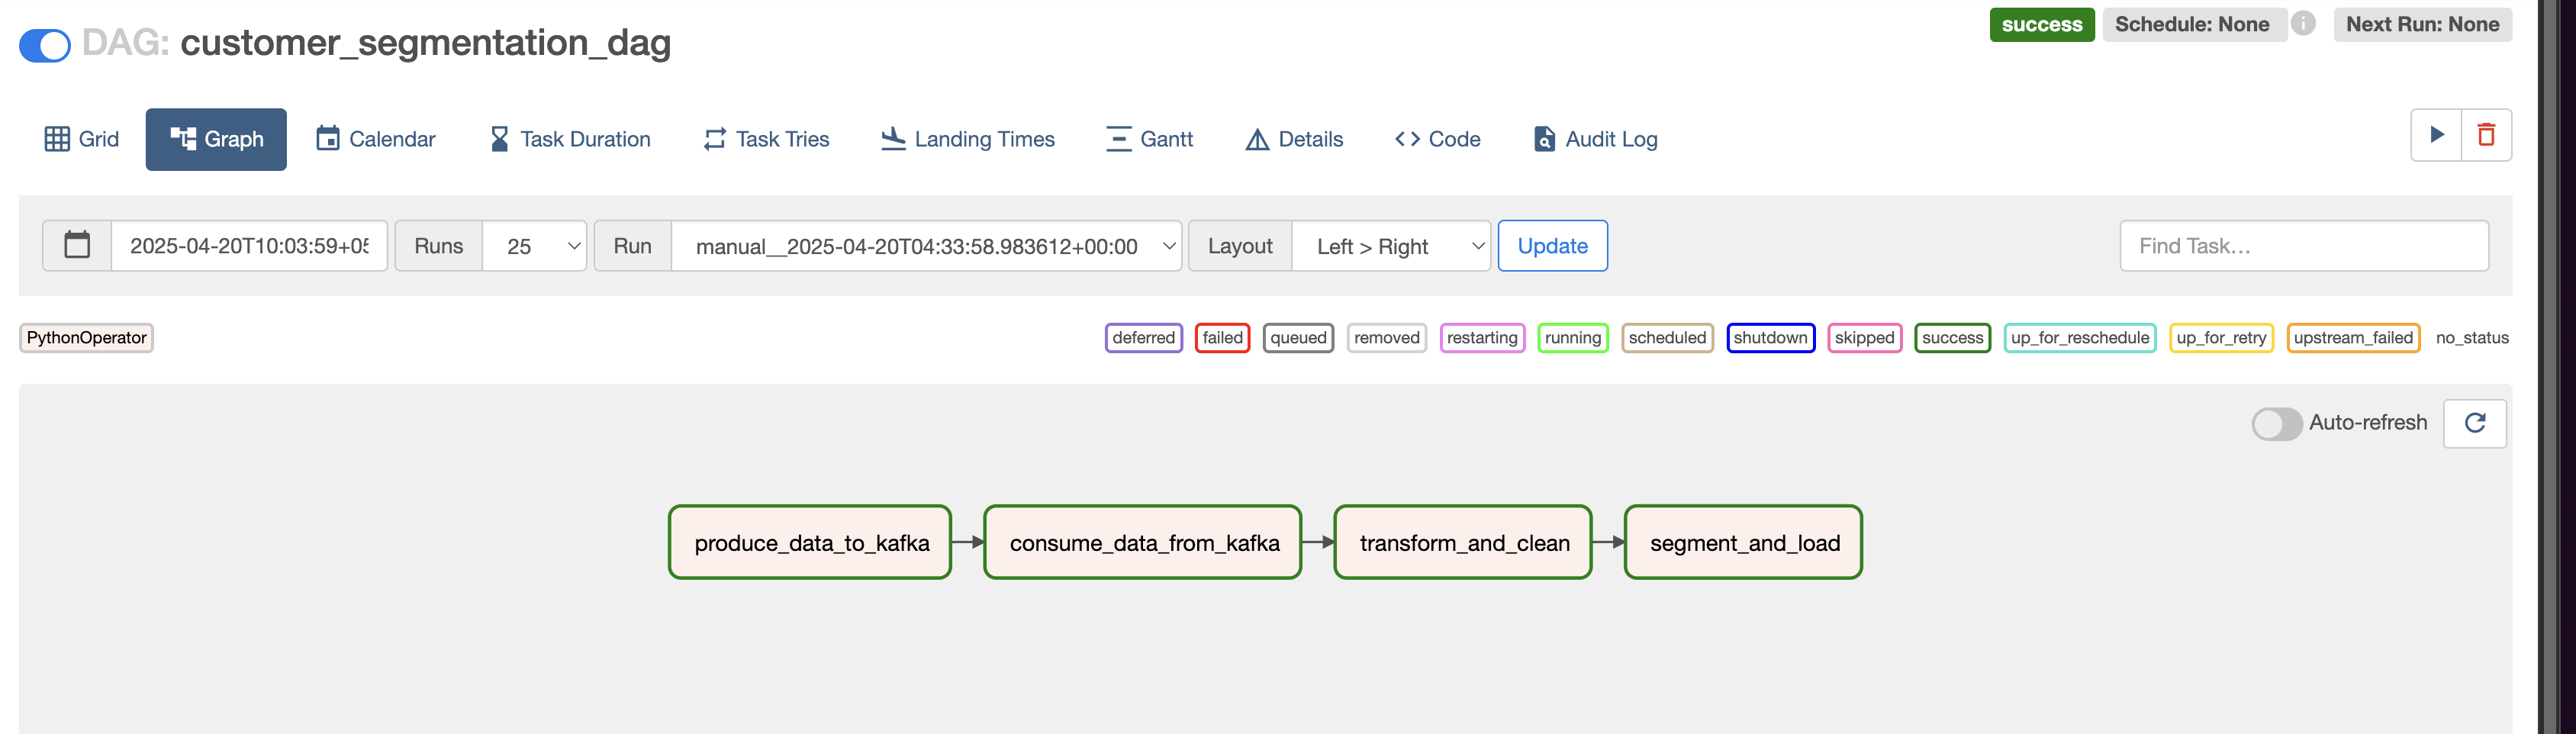 DAG: customer_segmentation_dag
success Schedule: None Next Run: None
Grid Graph Calendar Task Duration Task Tries Landing Times Gantt Details Code Audit Log
2025-04-20T10:03:59+05 Runs 25 Run manual__2025-04-20T04:33:58.983612+00:00 Layout Left > Right Update Find Task...
PythonOperator deferred failed queued removed restarting running scheduled shutdown skipped success up_for_reschedule up_for_retry upstream_failed no_status
Auto-refresh
produce_data_to_kafka consume_data_from_kafka transform_and_clean segment_and_load